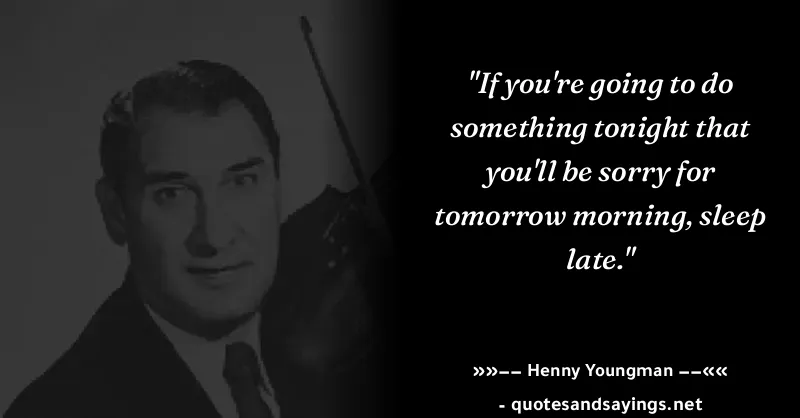 "If you're going to do
something tonight that
you'll be sorry for
tomorrow morning, sleep
late."
»»–– Henny Youngman ––««
- quotesandsayings.net